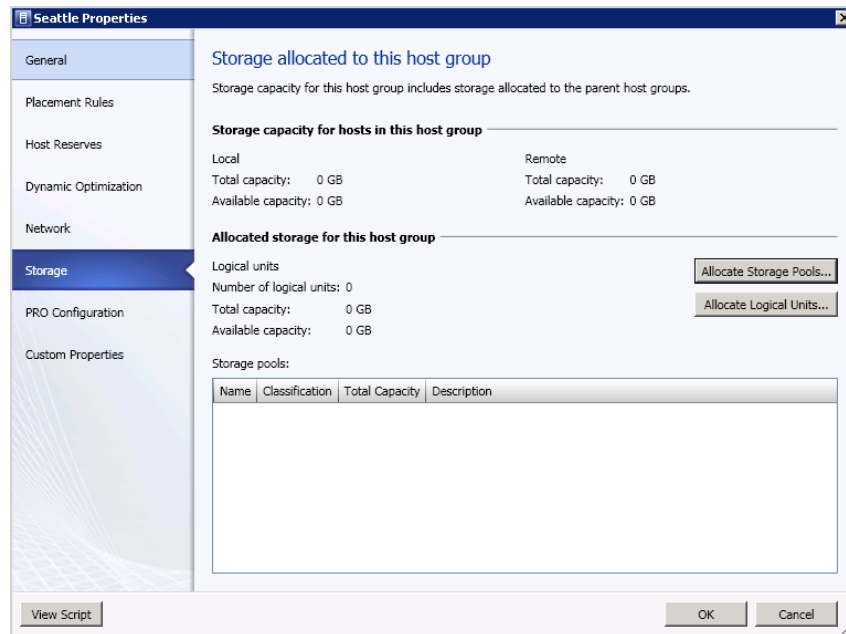 Seattle Properties
General
Placement Rules
Host Reserves
Dynamic Optimization
Network
Storage
PRO Configuration
Custom Properties
Storage allocated to this host group
Storage capacity for this host group includes storage allocated to the parent host groups.
Storage capacity for hosts in this host group
Local Remote
Total capacity: 0 GB Total capacity: 0 GB
Available capacity: 0 GB Available capacity: 0 GB
Allocated storage for this host group
Logical units
Allocate Storage Pools...
Number of logical units: 0
Total capacity: 0 GB
Allocate Logical Units...
Available capacity: 0 GB
Storage pools:
Name Classification Total Capacity Description
View Script OK Cancel